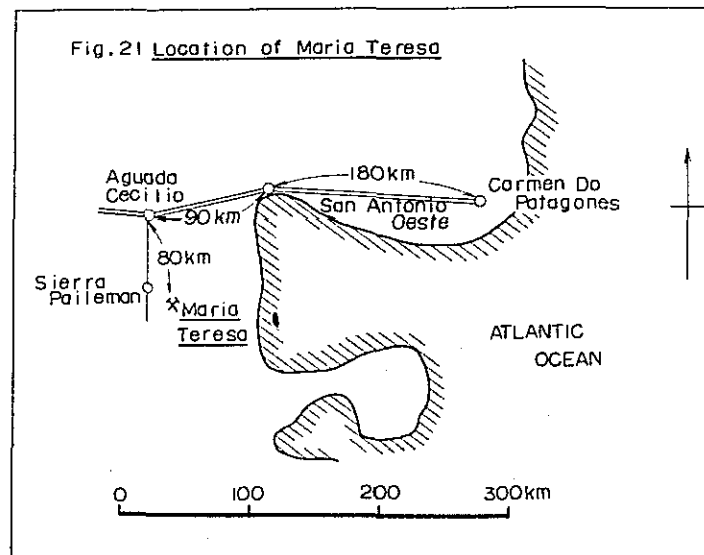 Fig.21 Location of Maria Teresa
180km
Aguada
Cecilio
Carmen Do
Patagones
San Antonio
Oeste
90km
80km
Sierra
Paileman
Maria
Teresa
ATLANTIC
OCEAN
0 100 200 300km